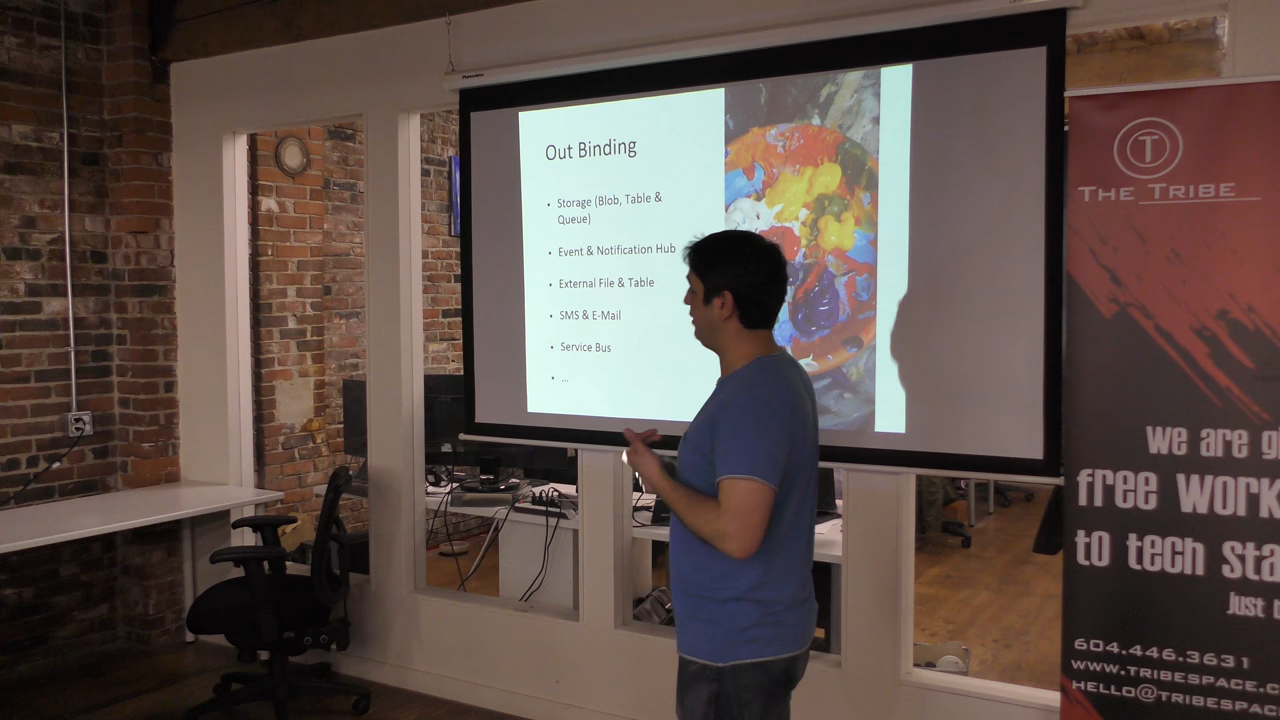 Out Binding
• Storage (Blob, Table &
Queue)
• Event & Notification Hub
• External File & Table
• SMS & E-Mail
• Service Bus
• ...
T
THE TRIBE
we are gi
free work
to tech sta
Just
604.446.3631
www.TRIBESPACE.c
HELLO@TRIBESPAC